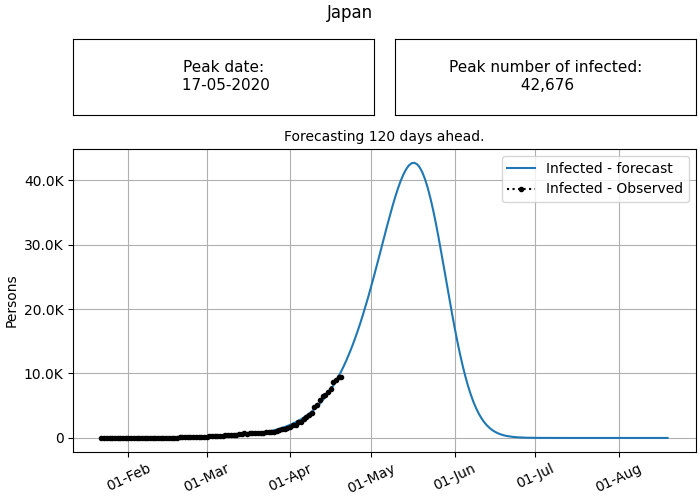 Japan
Peak date:
17-05-2020
Peak number of infected:
42,676
Forecasting 120 days ahead.
Infected - forecast
Infected - Observed
Persons
40.0K
30.0K
20.0K
10.0K
0
01-Feb
01-Mar
01-Apr
01-May
01-Jun
01-Jul
01-Aug